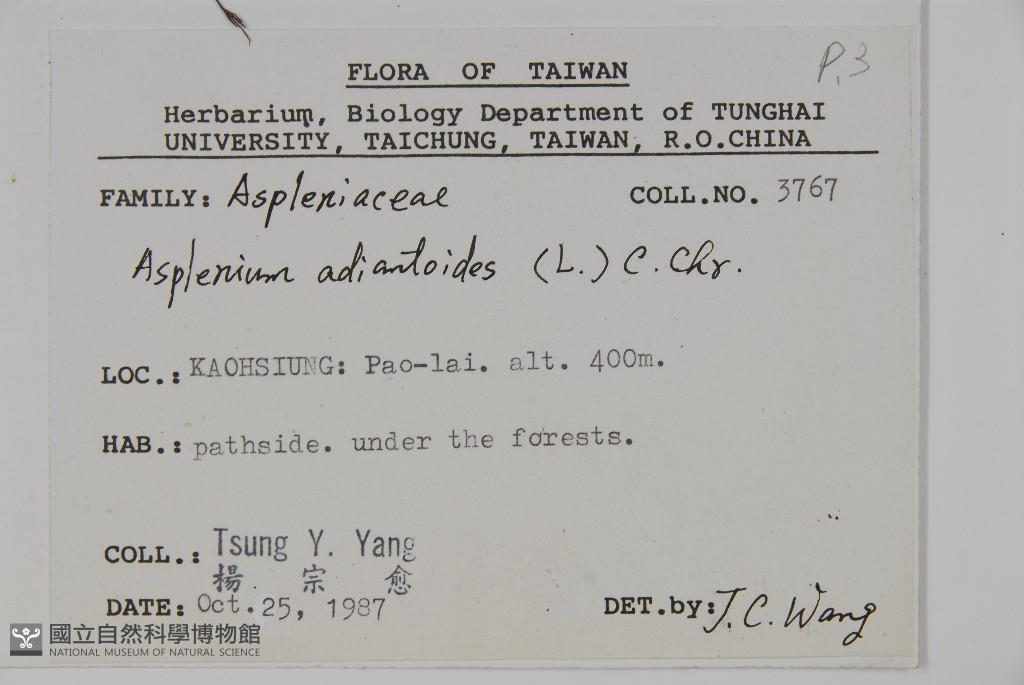 P.3
FLORA OF TAIWAN
Herbarium, Biology Department of TUNGHAI
UNIVERSITY, TAICHUNG, TAIWAN, R.O.CHINA
FAMILY: Aspleniaceae COLL.NO. 3767
Asplenium adiantoides (L.) C. Chr.
LOC.: KAOHSIUNG: Pao-lai. alt. 400m.
HAB.: pathside. under the forests.
COLL.: Tsung Y. Yang
楊 宗 愈
DATE: Oct. 25, 1987 DET.by: J. C. Wang
國立自然科學博物館
NATIONAL MUSEUM OF NATURAL SCIENCE